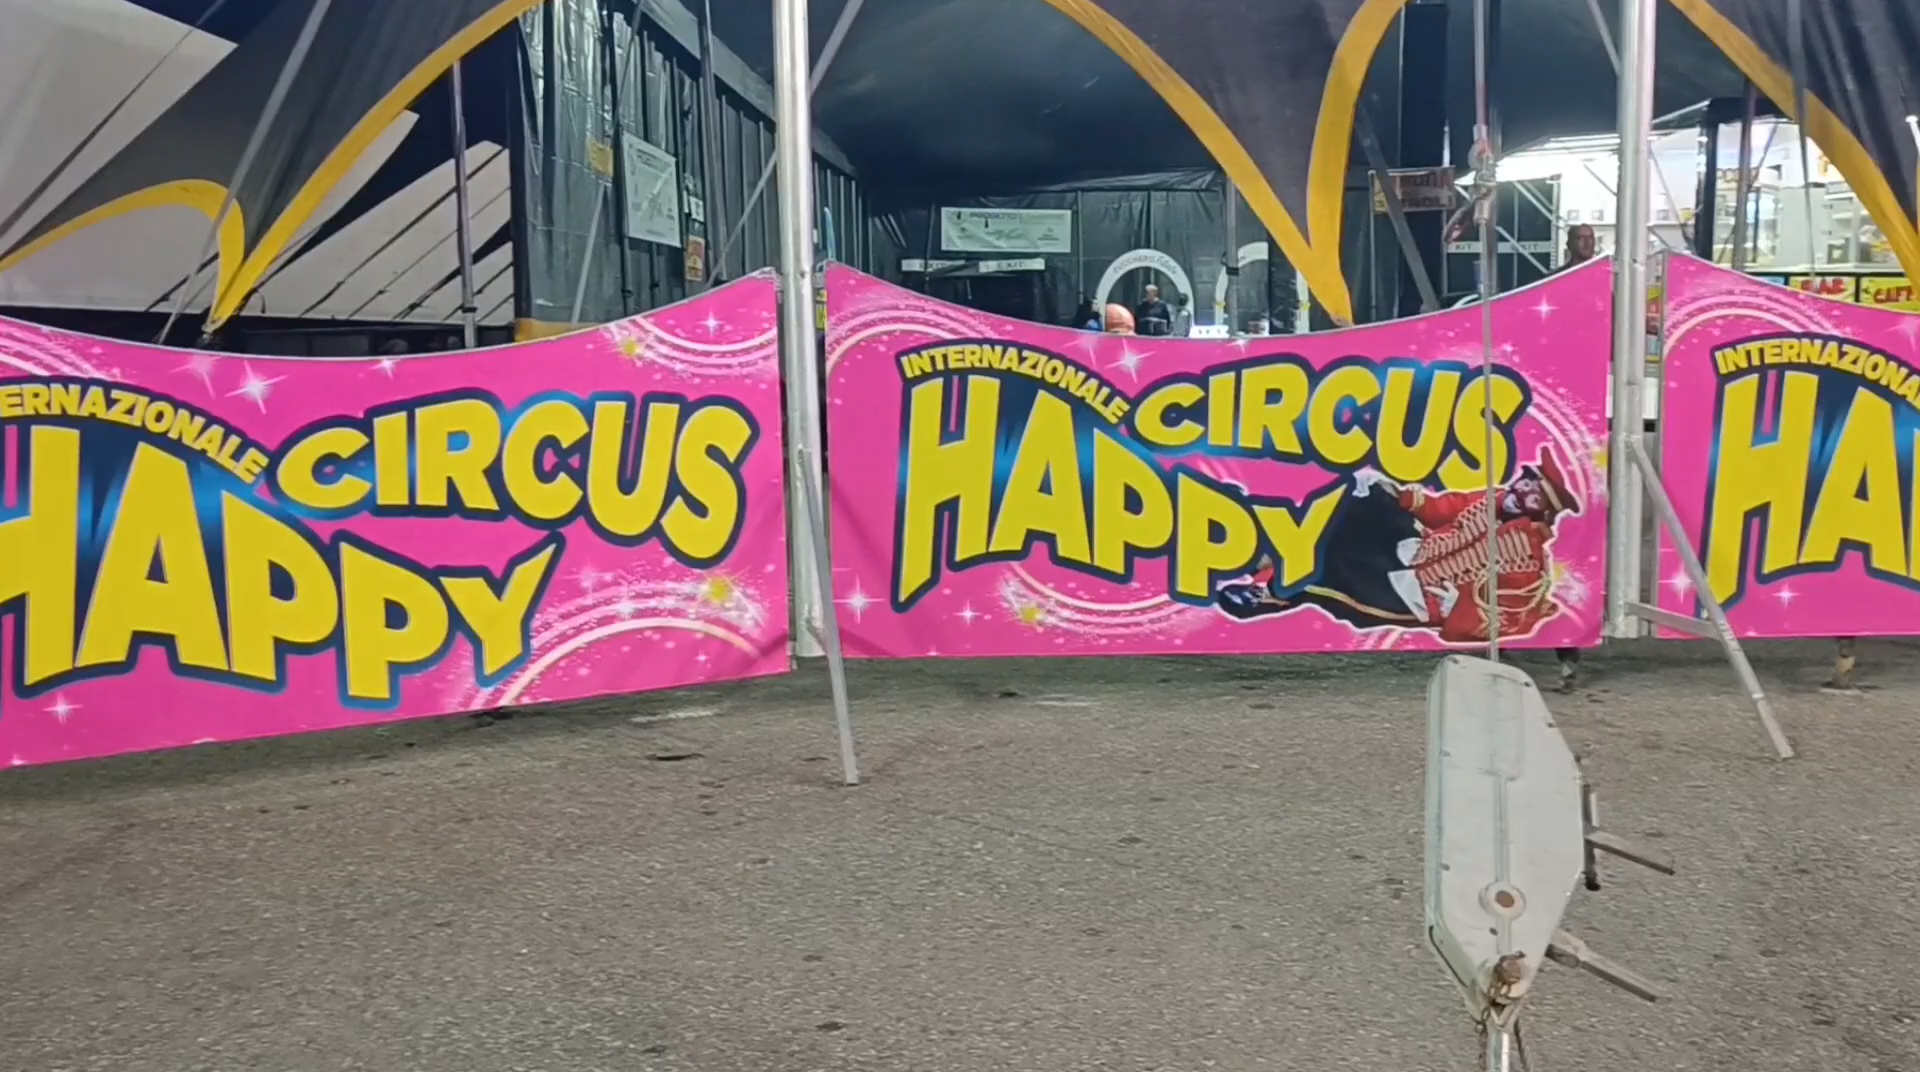 ERNAZIONALE
CIRCUS
HAPPY
INTERNAZIONALE
CIRCUS
HAPPY
INTERNAZIONA
HA
EXIT
EXIT
BAR
CAFF